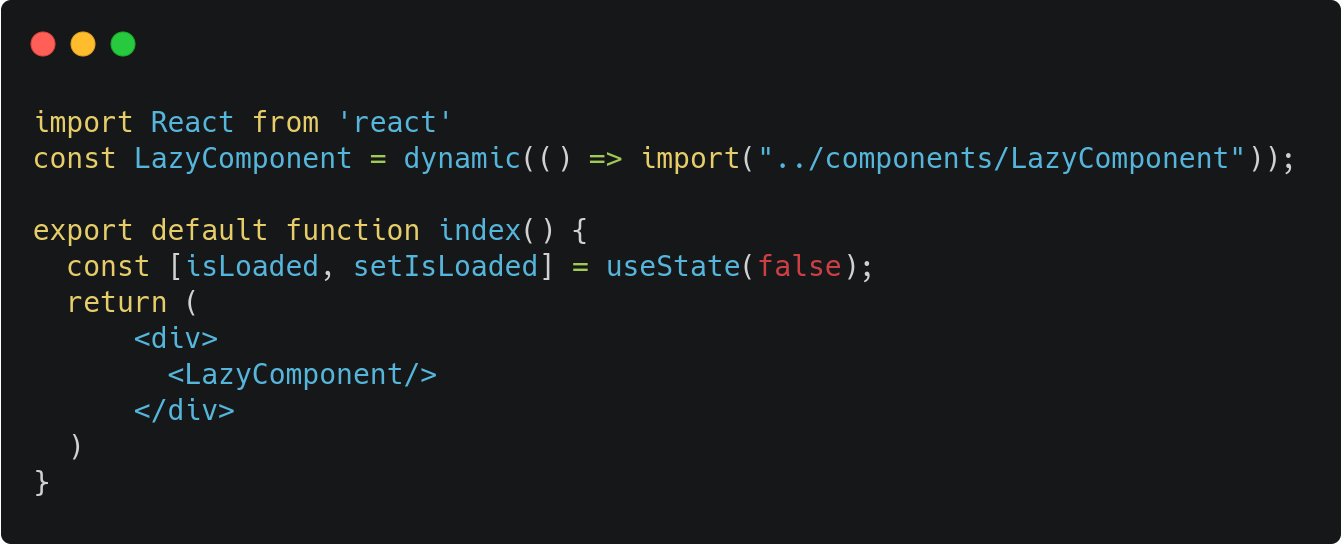 import React from 'react'
const LazyComponent = dynamic(() => import("../components/LazyComponent"));

export default function index() {
  const [isLoaded, setIsLoaded] = useState(false);
  return (
      <div>
        <LazyComponent/>
      </div>
  )
}